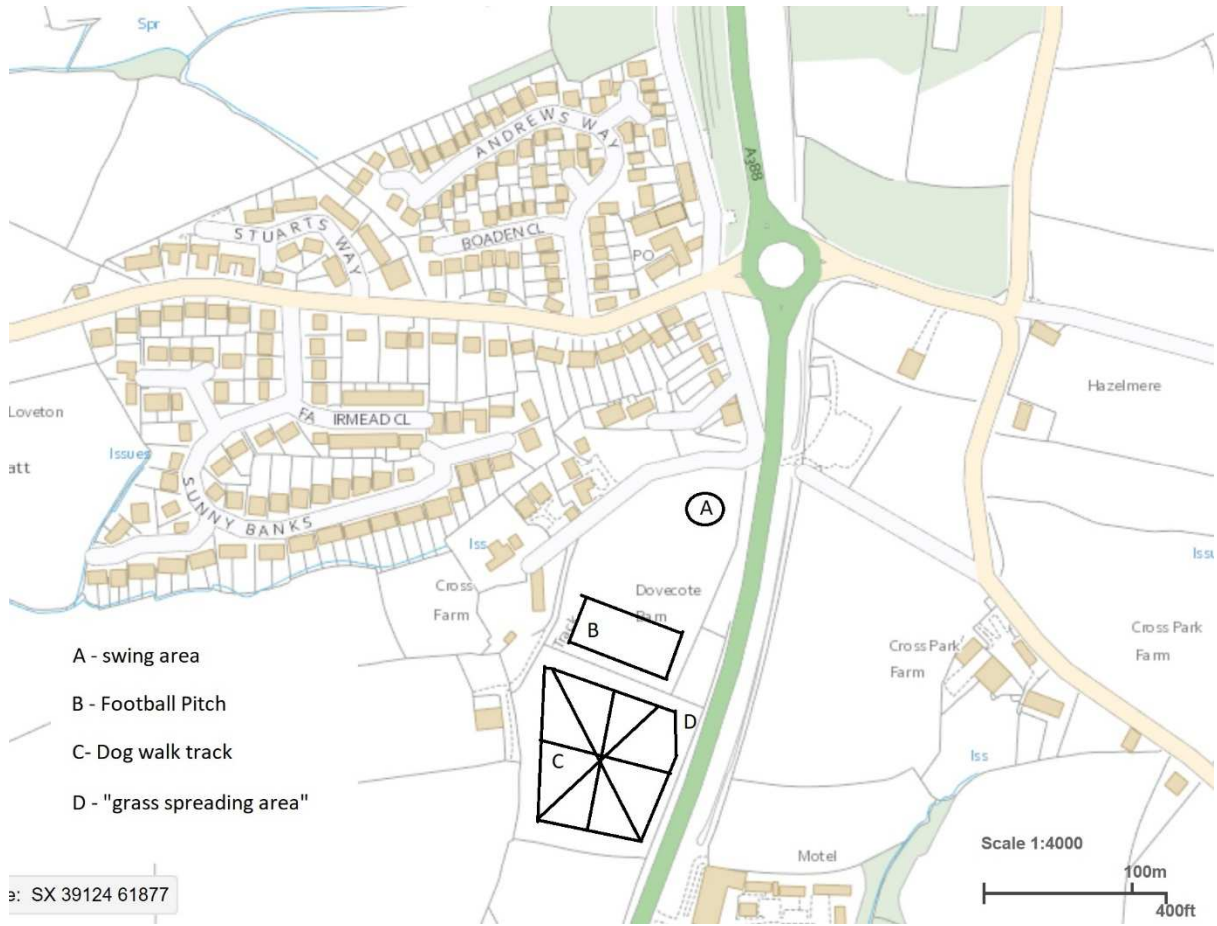 Spr
ANDREWS WAY
A388
STUARTS WAY
BOADEN CL
PO
Hazelmere
Loveton
FA IRMEAD CL
Issues
att
SUNNY BANKS
A
Iss
Issu
Cross
Farm
Dovecote
Barn
Track
B
Cross Park
Farm
Cross Park
Farm
A - swing area
B - Football Pitch
C- Dog walk track
D - "grass spreading area"
D
C
Iss
Motel
Scale 1:4000
100m
400ft
e: SX 39124 61877